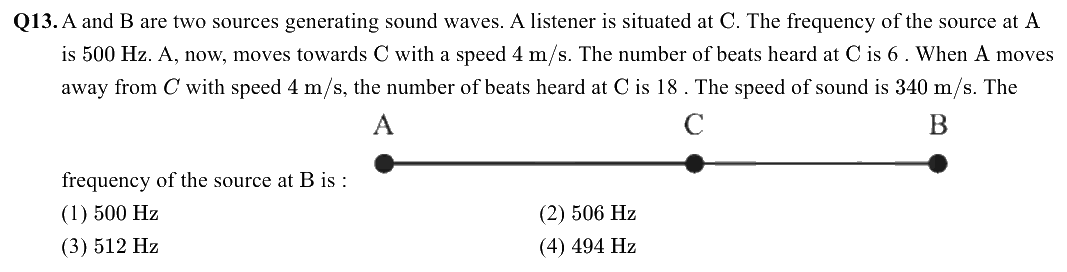 Q13. A and B are two sources generating sound waves. A listener is situated at C. The frequency of the source at A
is 500 Hz. A, now, moves towards C with a speed 4 m/s. The number of beats heard at C is 6 . When A moves
away from C with speed 4 m/s, the number of beats heard at C is 18 . The speed of sound is 340 m/s. The
A C B
frequency of the source at B is :
(1) 500 Hz (2) 506 Hz
(3) 512 Hz (4) 494 Hz